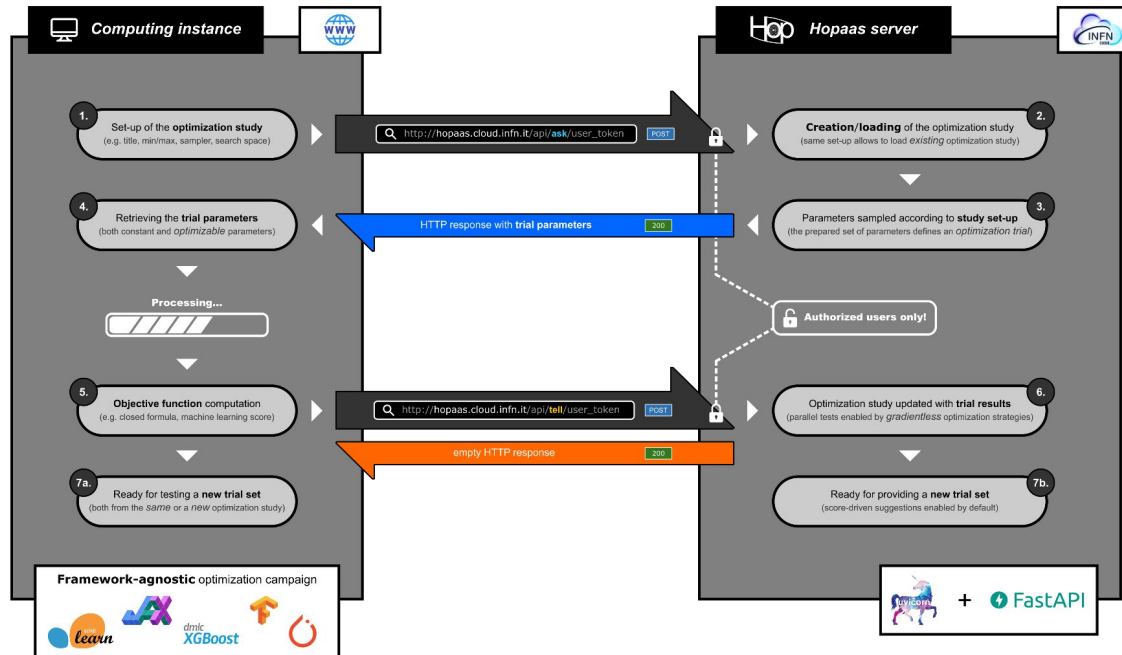 Computing instance
WWW
Hop
Hopaas server
INFN
1.
Set-up of the optimization study
(e.g. title, min/max, sampler, search space)
http://hopaas.cloud.infn.it/api/ask/user_token
POST
2.
Creation/loading of the optimization study
(same set-up allows to load existing optimization study)
4.
Retrieving the trial parameters
(both constant and optimizable parameters)
HTTP response with trial parameters
200
3.
Parameters sampled according to study set-up
(the prepared set of parameters defines an optimization trial)
Processing...
Authorized users only!
5.
Objective function computation
(e.g. closed formula, machine learning score)
http://hopaas.cloud.infn.it/api/tell/user_token
POST
6.
Optimization study updated with trial results
(parallel tests enabled by gradientless optimization strategies)
empty HTTP response
200
7a.
Ready for testing a new trial set
(both from the same or a new optimization study)
7b.
Ready for providing a new trial set
(score-driven suggestions enabled by default)
Framework-agnostic optimization campaign
learn
JAX
dmlc
XGBoost
uvicorn
+
FastAPI